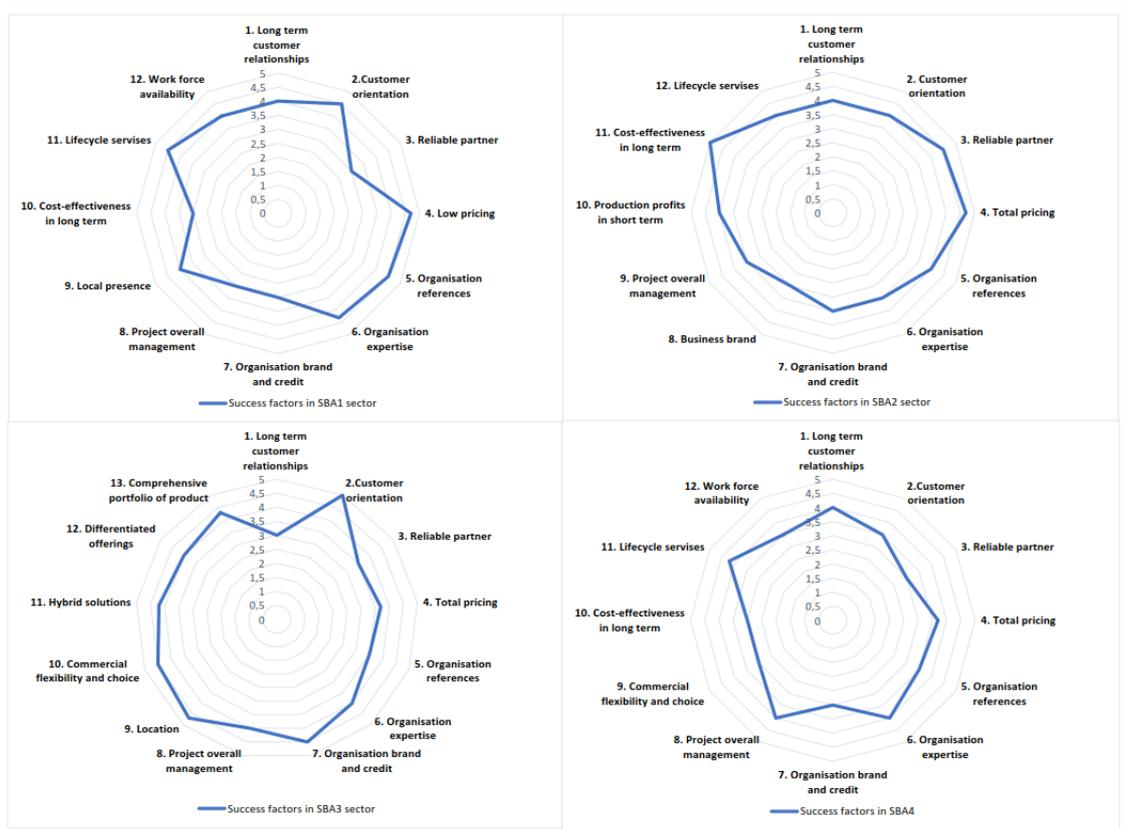 1. Long term
customer
relationships
2.Customer
orientation
3. Reliable partner
4. Low pricing
5. Organisation
references
6. Organisation
expertise
7. Organisation brand
and credit
8. Project overall
management
9. Local presence
10. Cost-effectiveness
in long term
11. Lifecycle servises
12. Work force
availability
5
4,5
4
3,5
3
2,5
2
1,5
1
0,5
0
Success factors in SBA1 sector
1. Long term
customer
relationships
2. Customer
orientation
3. Reliable partner
4. Total pricing
5. Organisation
references
6. Organisation
expertise
7. Ogranisation brand
and credit
8. Business brand
9. Project overall
management
10. Production profits
in short term
11. Cost-effectiveness
in long term
12. Lifecycle servises
5
4,5
4
3,5
3
2,5
2
1,5
1
0,5
0
Success factors in SBA2 sector
1. Long term
customer
relationships
2.Customer
orientation
3. Reliable partner
4. Total pricing
5. Organisation
references
6. Organisation
expertise
7. Organisation brand
and credit
8. Project overall
management
9. Location
10. Commercial
flexibility and choice
11. Hybrid solutions
12. Differentiated
offerings
13. Comprehensive
portfolio of product
5
4,5
4
3,5
3
2,5
2
1,5
1
0,5
0
Success factors in SBA3 sector
1. Long term
customer
relationships
2.Customer
orientation
3. Reliable partner
4. Total pricing
5. Organisation
references
6. Organisation
expertise
7. Organisation brand
and credit
8. Project overall
management
9. Commercial
flexibility and choice
10. Cost-effectiveness
in long term
11. Lifecycle servises
12. Work force
availability
5
4,5
4
3,5
3
2,5
2
1,5
1
0,5
0
Success factors in SBA4